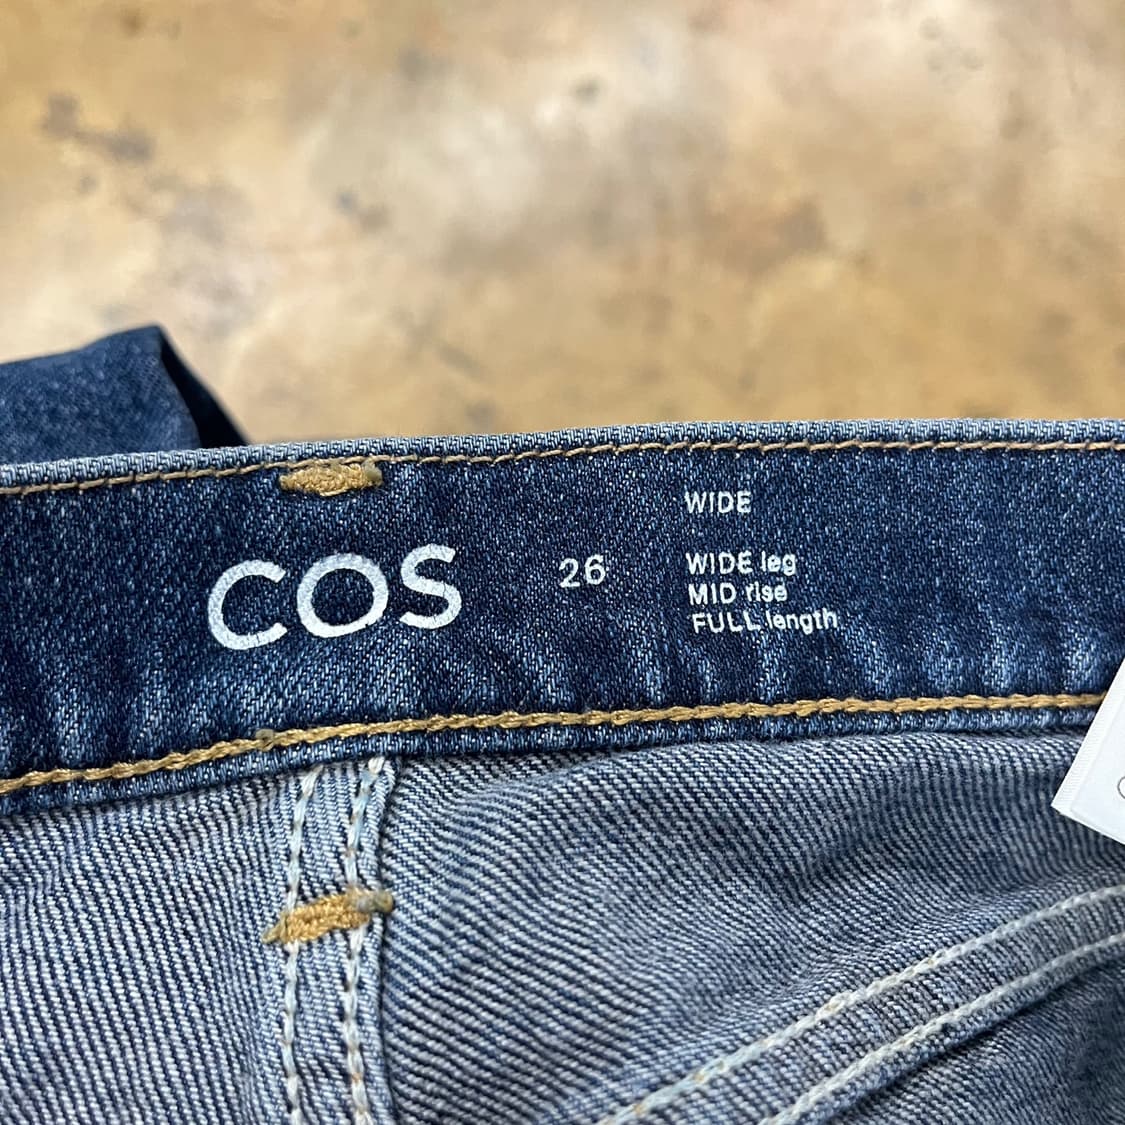 COS
26
WIDE
WIDE leg
MID rise
FULL length